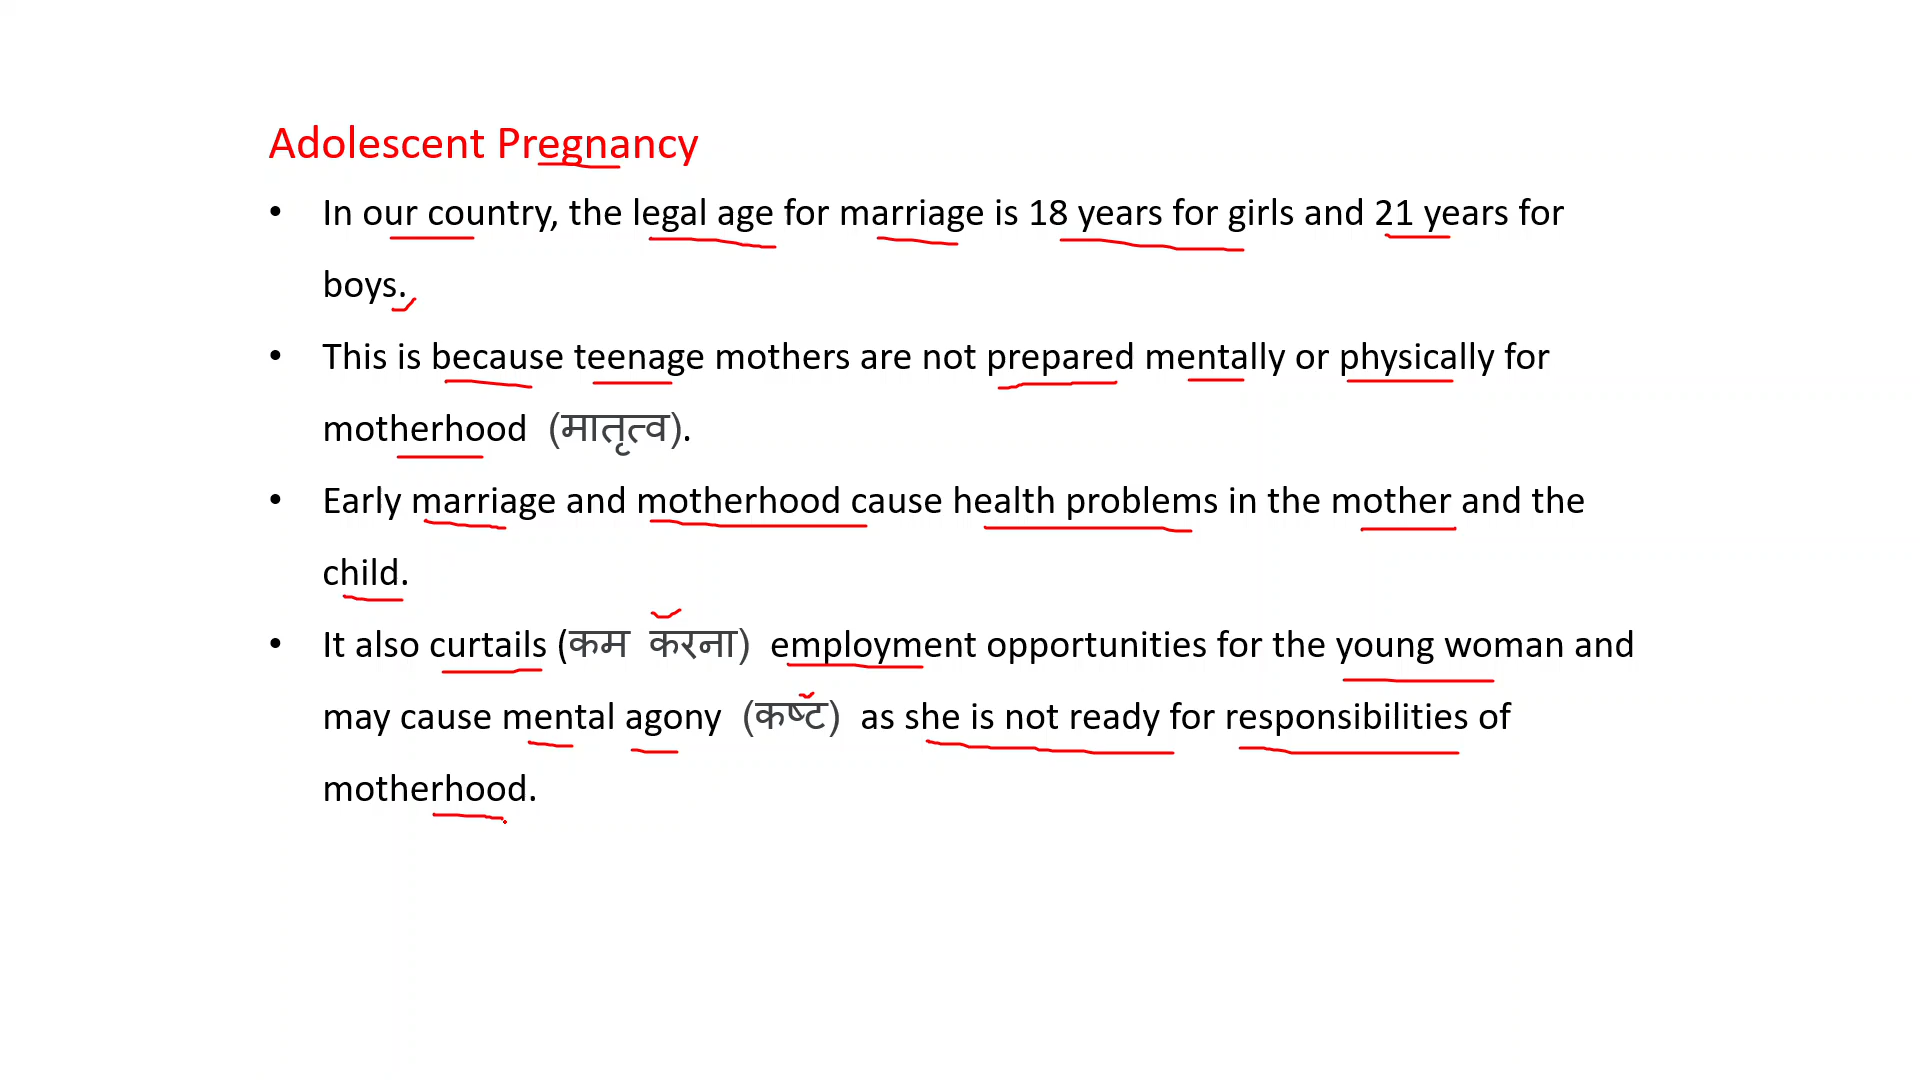 Adolescent Pregnancy
• In our country, the legal age for marriage is 18 years for girls and 21 years for
boys.
• This is because teenage mothers are not prepared mentally or physically for
motherhood (मातृत्व).
• Early marriage and motherhood cause health problems in the mother and the
child.
• It also curtails (कम करना) employment opportunities for the young woman and
may cause mental agony (कष्ट) as she is not ready for responsibilities of
motherhood.